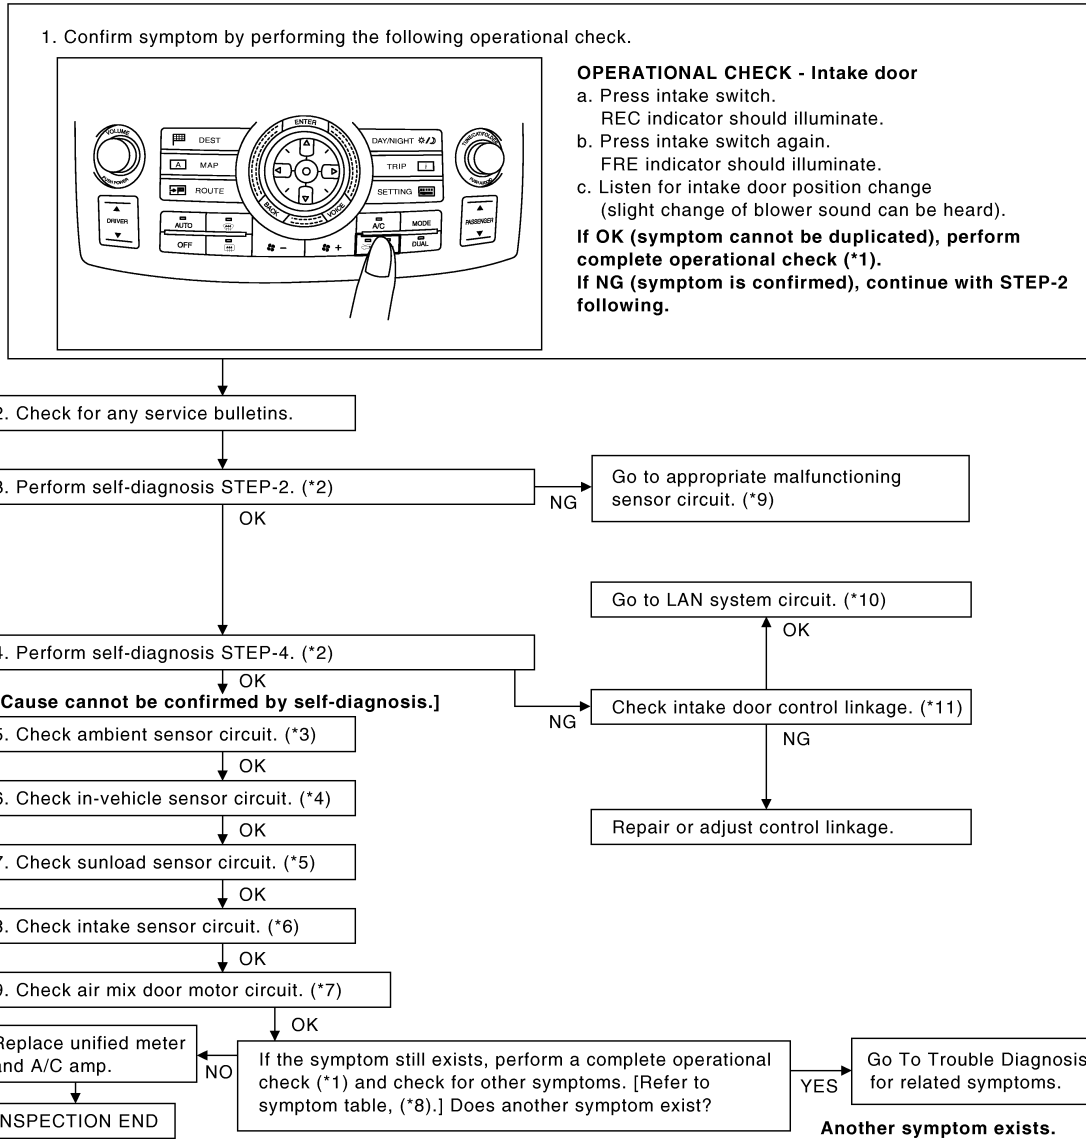 1. Confirm symptom by performing the following operational check.
VOLUME
PUSH POWER
DEST
A MAP
ROUTE
ENTER
BACK
VOICE
DAY/NIGHT
TRIP
SETTING
PUSH AUDIO
DRIVER
AUTO
OFF
-
+
A/C
MODE
DUAL
PASSENGER
OPERATIONAL CHECK - Intake door
a. Press intake switch.
REC indicator should illuminate.
b. Press intake switch again.
FRE indicator should illuminate.
c. Listen for intake door position change
(slight change of blower sound can be heard).
If OK (symptom cannot be duplicated), perform
complete operational check (*1).
If NG (symptom is confirmed), continue with STEP-2
following.
2. Check for any service bulletins.
3. Perform self-diagnosis STEP-2. (*2)
NG
Go to appropriate malfunctioning
sensor circuit. (*9)
OK
Go to LAN system circuit. (*10)
OK
4. Perform self-diagnosis STEP-4. (*2)
OK
NG
Check intake door control linkage. (*11)
NG
Repair or adjust control linkage.
Cause cannot be confirmed by self-diagnosis.]
5. Check ambient sensor circuit. (*3)
OK
6. Check in-vehicle sensor circuit. (*4)
OK
7. Check sunload sensor circuit. (*5)
OK
8. Check intake sensor circuit. (*6)
OK
9. Check air mix door motor circuit. (*7)
OK
Replace unified meter
and A/C amp.
NO
If the symptom still exists, perform a complete operational
check (*1) and check for other symptoms. [Refer to
symptom table, (*8).] Does another symptom exist?
YES
Go To Trouble Diagnosis
for related symptoms.
INSPECTION END
Another symptom exists.